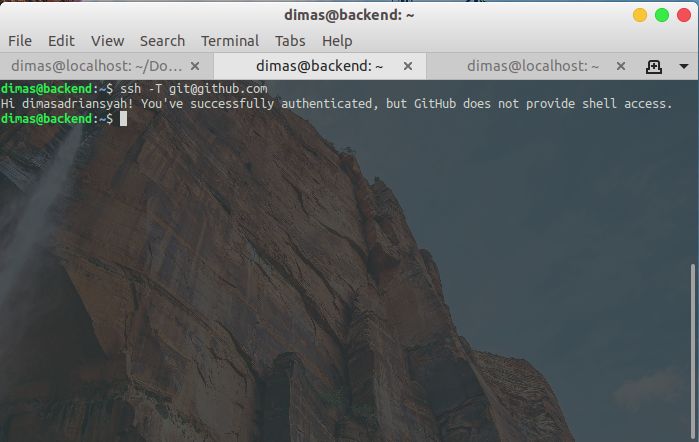 dimas@backend: ~
File Edit View Search Terminal Tabs Help
dimas@localhost: ~/Do... dimas@backend: ~ dimas@localhost: ~
dimas@backend:~$ ssh -T git@github.com
Hi dimasadriansyah! You've successfully authenticated, but GitHub does not provide shell access.
dimas@backend:~$